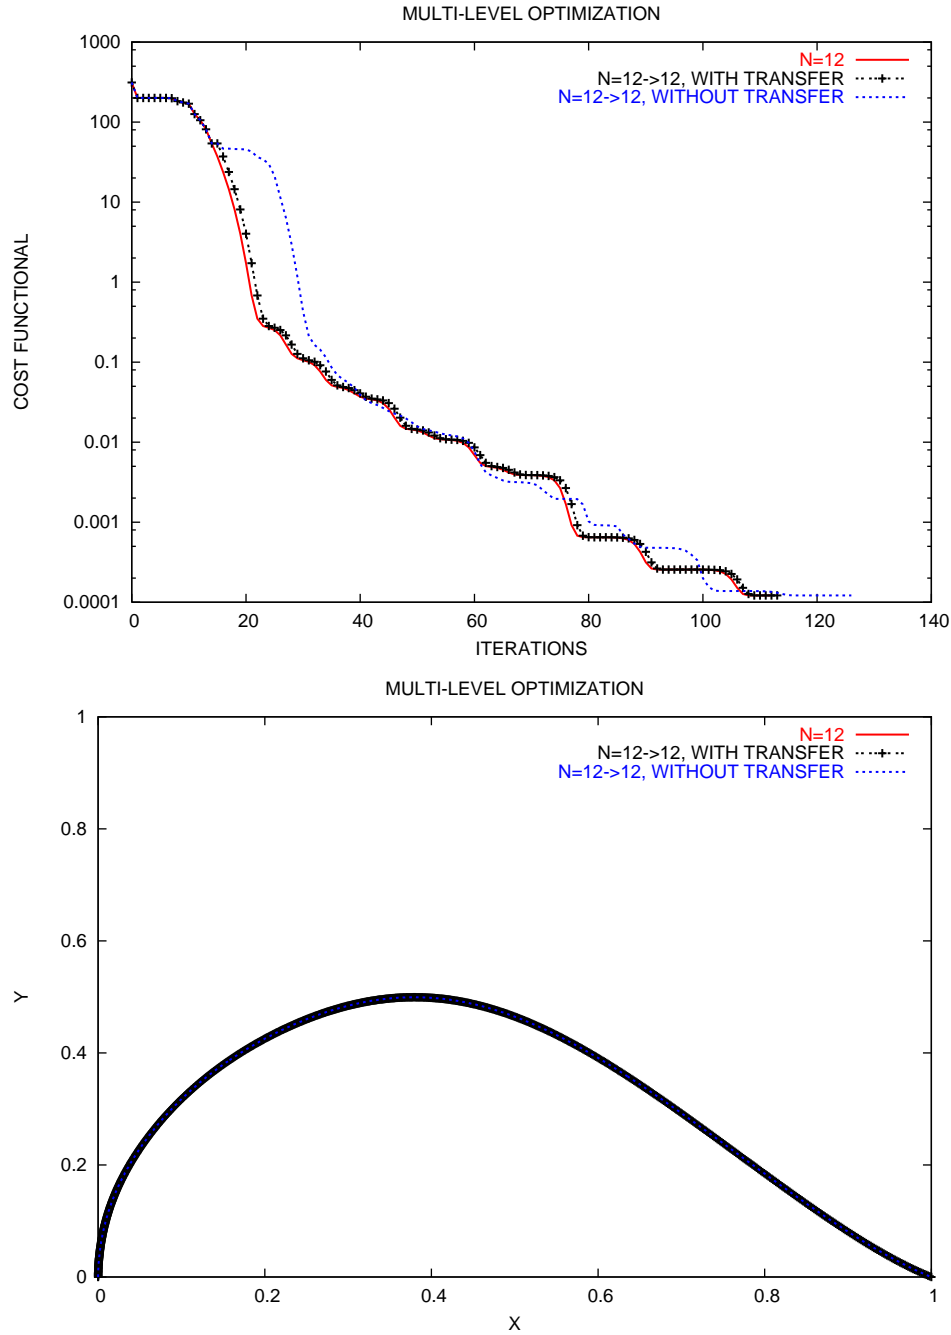 MULTI-LEVEL OPTIMIZATION
1000
100
10
1
0.1
0.01
0.001
0.0001
COST FUNCTIONAL
N=12
N=12->12, WITH TRANSFER
N=12->12, WITHOUT TRANSFER
0 20 40 60 80 100 120 140
ITERATIONS
MULTI-LEVEL OPTIMIZATION
1
0.8
0.6
0.4
0.2
0
Y
N=12
N=12->12, WITH TRANSFER
N=12->12, WITHOUT TRANSFER
0 0.2 0.4 0.6 0.8 1
X